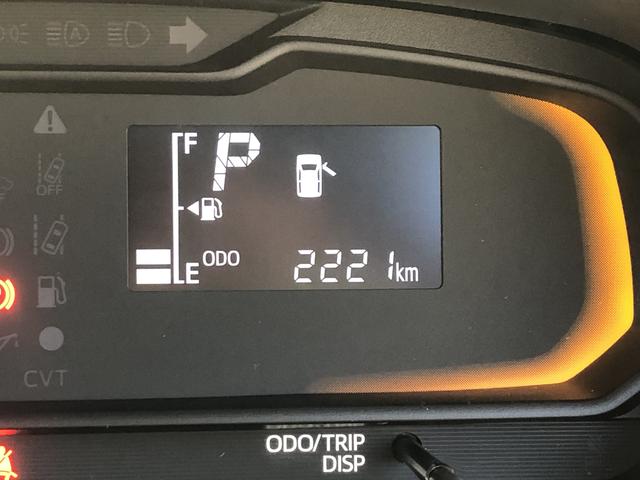 A
F
P
OFF
ODO 2221km
E
CVT
ODO/TRIP
DISP